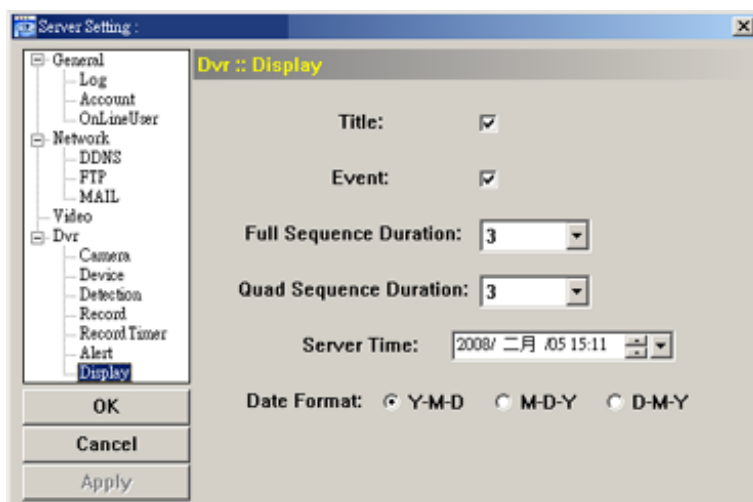 Server Setting :
General
Log
Account
OnLineUser
Network
DDNS
FTP
MAIL
Video
Dvr
Camera
Device
Detection
Record
Record Timer
Alert
Display
OK
Cancel
Apply
Dvr :: Display
Title:
Event:
Full Sequence Duration: 3
Quad Sequence Duration: 3
Server Time: 2008/ 二月 /05 15:11
Date Format: Y-M-D M-D-Y D-M-Y